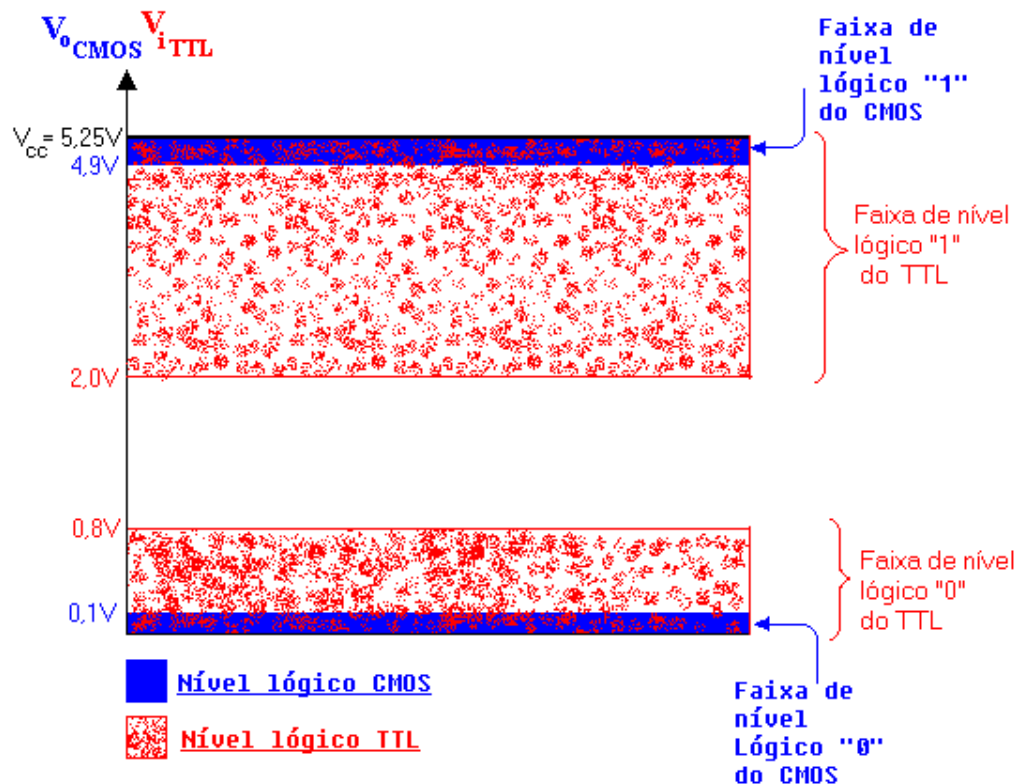 VoCMOS ViTTL
Faixa de
nível
lógico "1"
do CMOS
Vcc= 5,25V
4,9V
Faixa de nível
lógico "1"
do TTL
2,0V
0,8V
Faixa de nível
lógico "0"
do TTL
0,1V
Nível lógico CMOS
Nível lógico TTL
Faixa de
nível
Lógico "0"
do CMOS